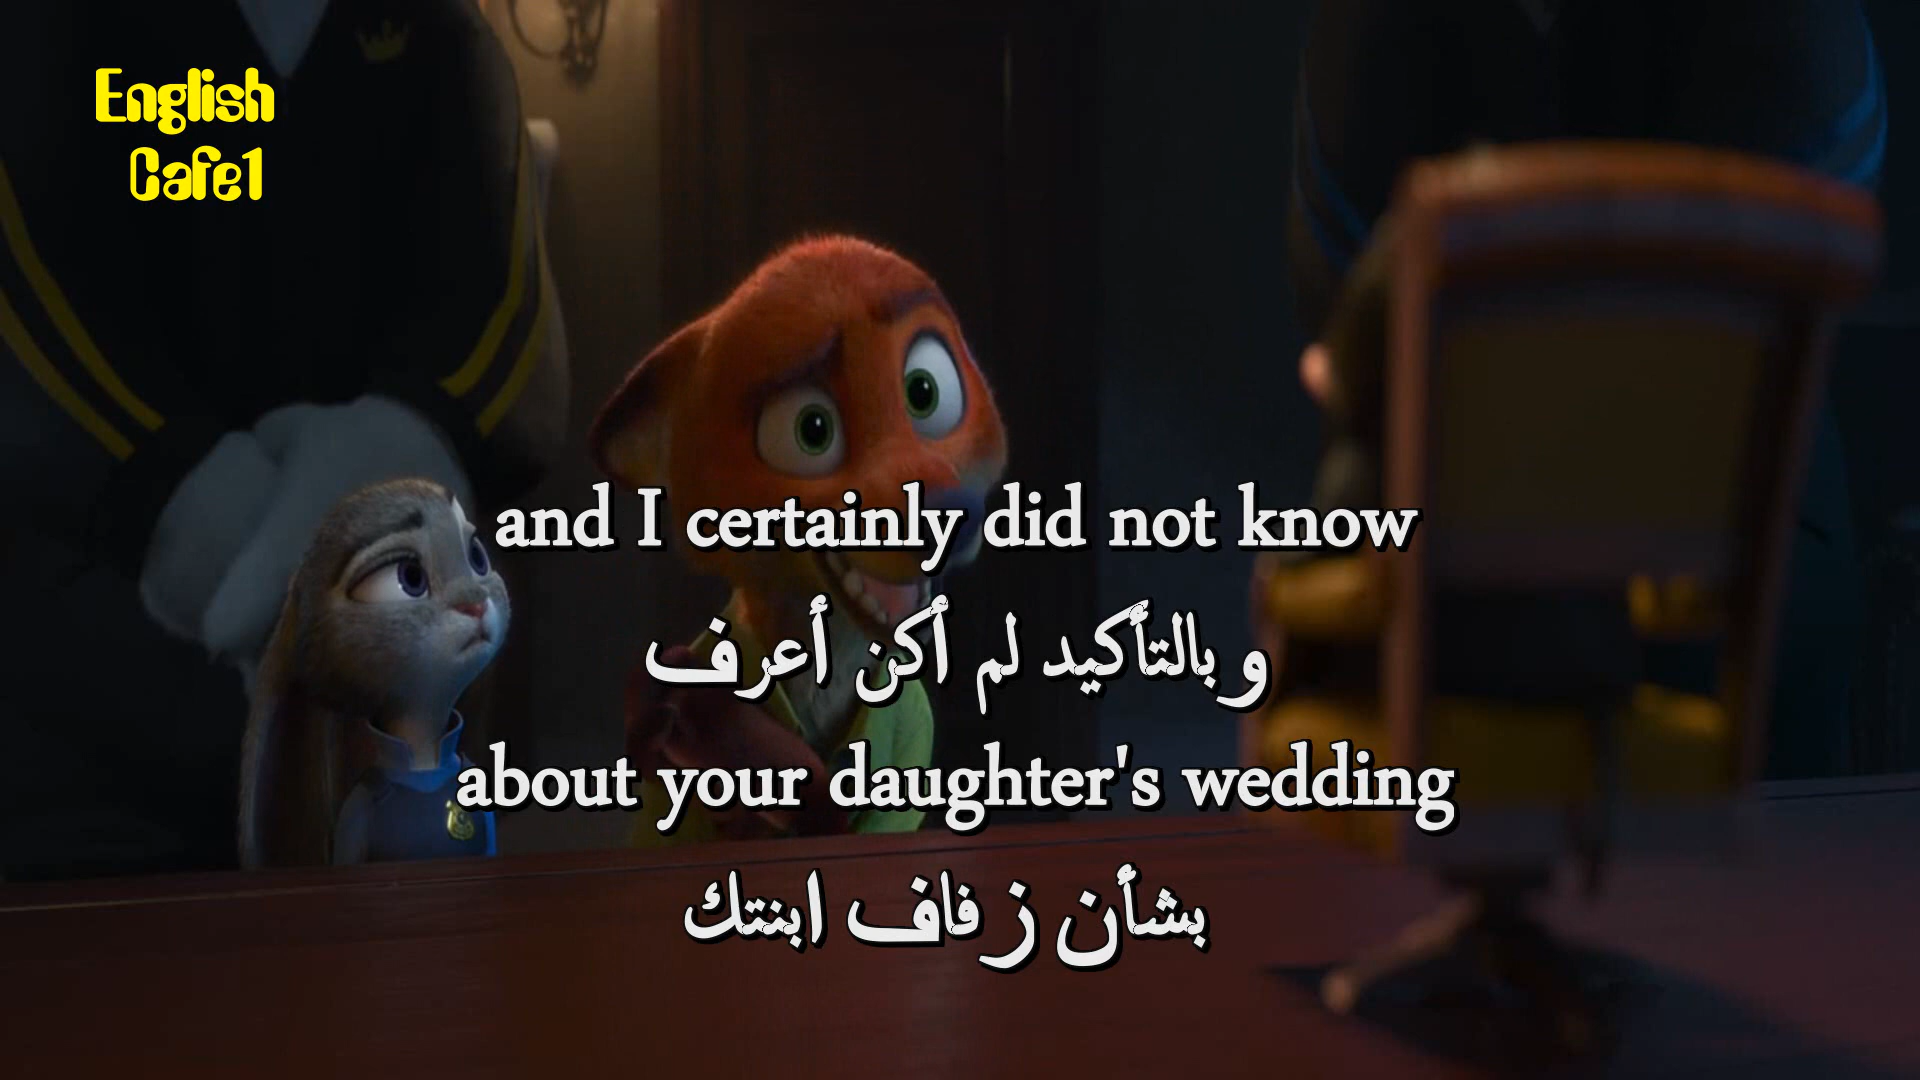 English
Cafe1
and I certainly did not know
وبالتأكيد لم أكن أعرف
about your daughter's wedding
بشأن زفاف ابنتك